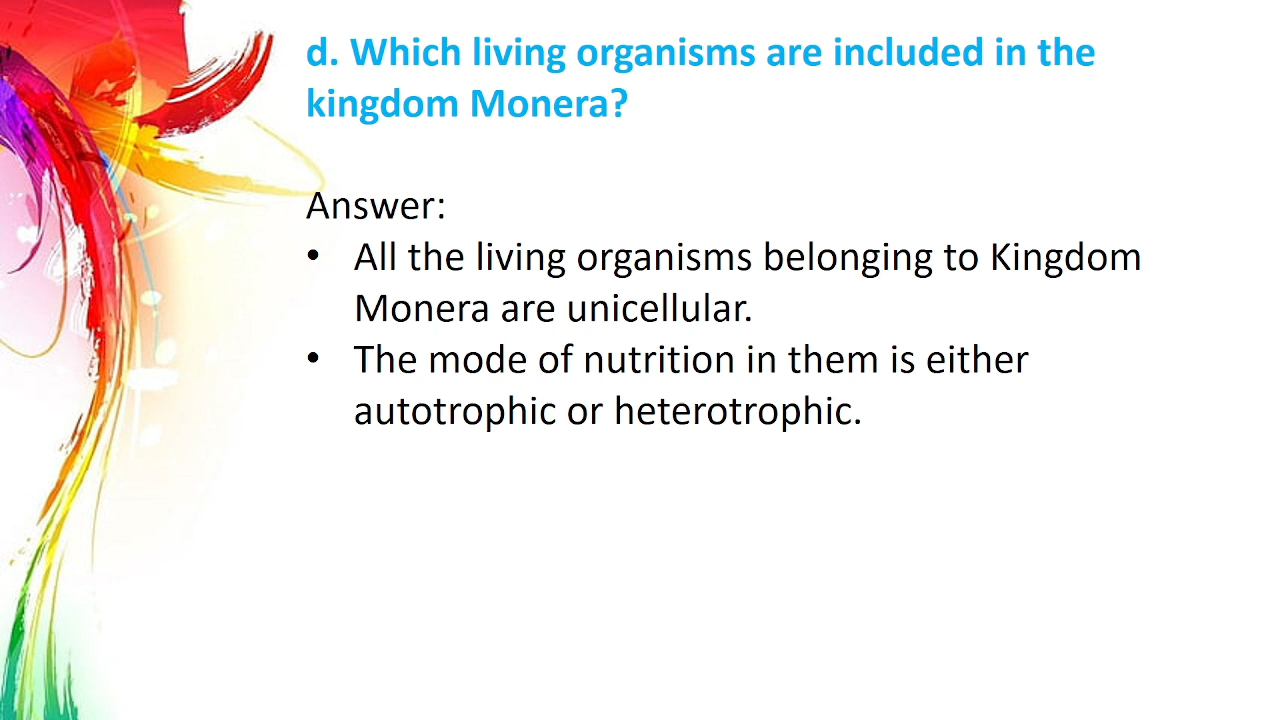 d. Which living organisms are included in the
kingdom Monera?
Answer:
• All the living organisms belonging to Kingdom
Monera are unicellular.
• The mode of nutrition in them is either
autotrophic or heterotrophic.